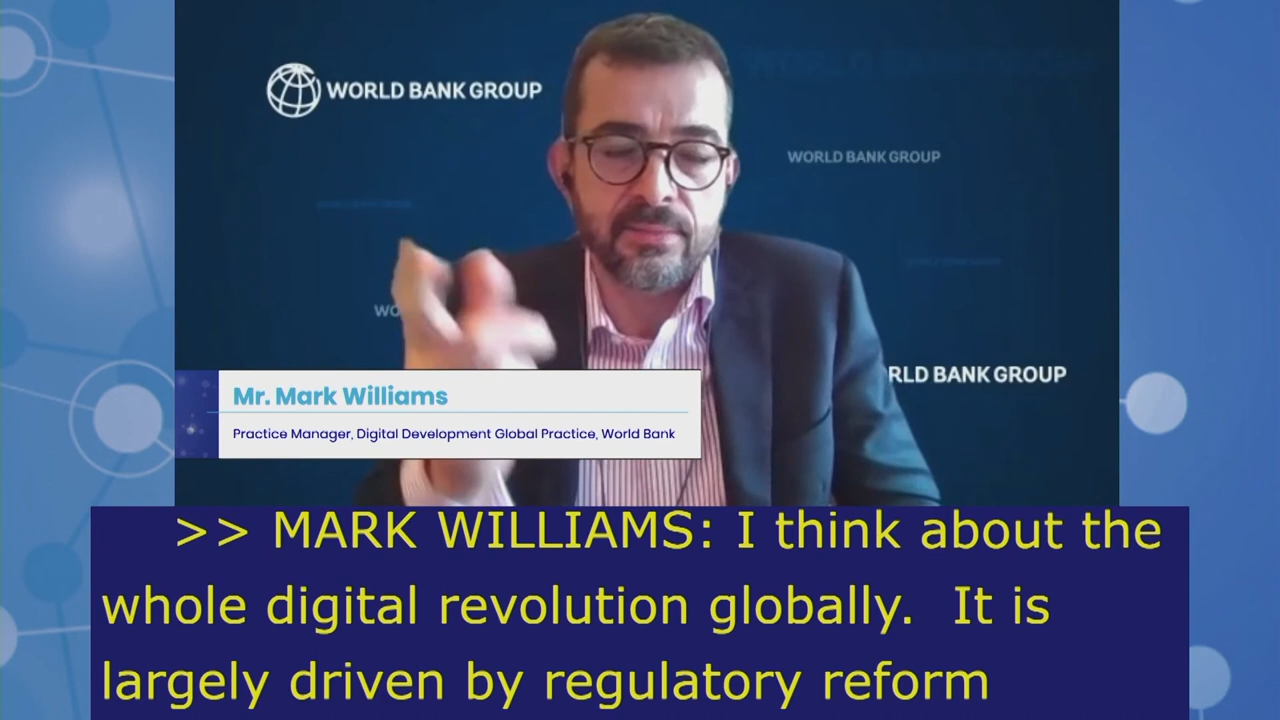 WORLD BANK GROUP
WORLD BANK GROUP
WO
RLD BANK GROUP
Mr. Mark Williams
Practice Manager, Digital Development Global Practice, World Bank
>> MARK WILLIAMS: I think about the
whole digital revolution globally.  It is
largely driven by regulatory reform